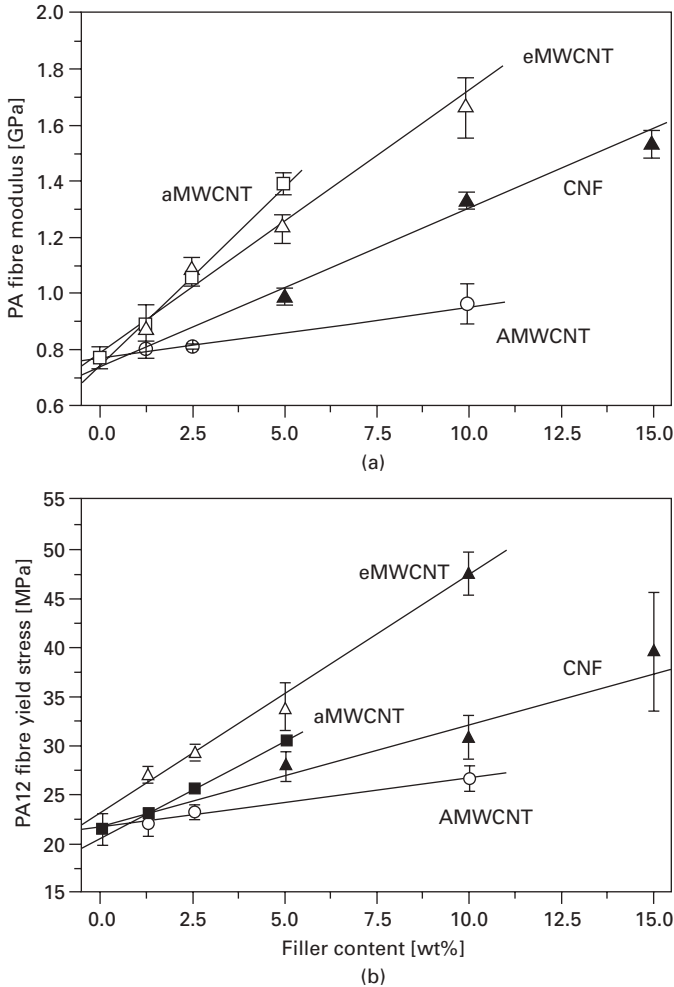 PA fibre modulus [GPa]
2.0
1.8
1.6
1.4
1.2
1.0
0.8
0.6
eMWCNT
aMWCNT
CNF
AMWCNT
0.0 2.5 5.0 7.5 10.0 12.5 15.0
(a)
PA12 fibre yield stress [MPa]
55
50
45
40
35
30
25
20
15
eMWCNT
CNF
aMWCNT
AMWCNT
0.0 2.5 5.0 7.5 10.0 12.5 15.0
Filler content [wt%]
(b)